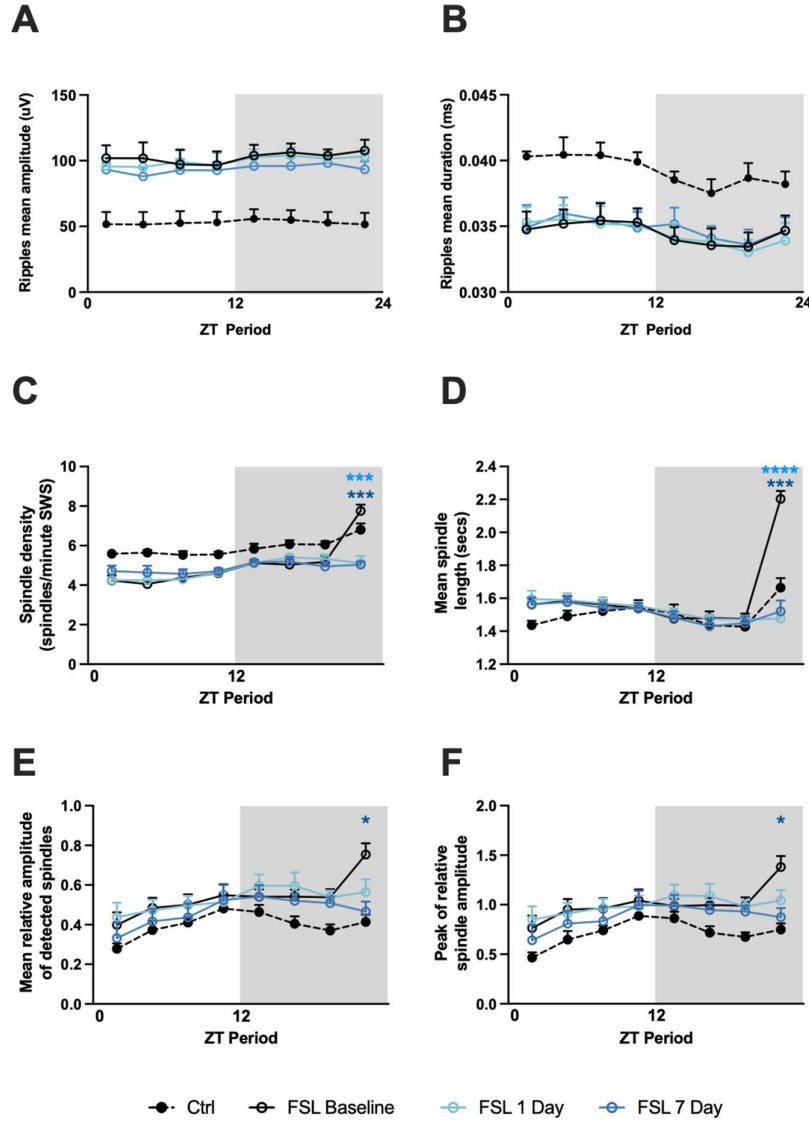 A
B
Ripples mean amplitude (uV)
150
100
50
0
0
12
24
ZT Period
Ripples mean duration (ms)
0.045
0.040
0.035
0.030
0
12
24
ZT Period
C
D
Spindle density
(spindles/minute SWS)
10
8
6
4
2
0
0
12
ZT Period
***
***
Mean spindle
length (secs)
2.4
2.2
2.0
1.8
1.6
1.4
1.2
0
12
ZT Period
****
***
E
F
Mean relative amplitude
of detected spindles
1.0
0.8
0.6
0.4
0.2
0.0
0
12
ZT Period
*
Peak of relative
spindle amplitude
2.0
1.5
1.0
0.5
0.0
0
12
ZT Period
*
Ctrl
FSL Baseline
FSL 1 Day
FSL 7 Day